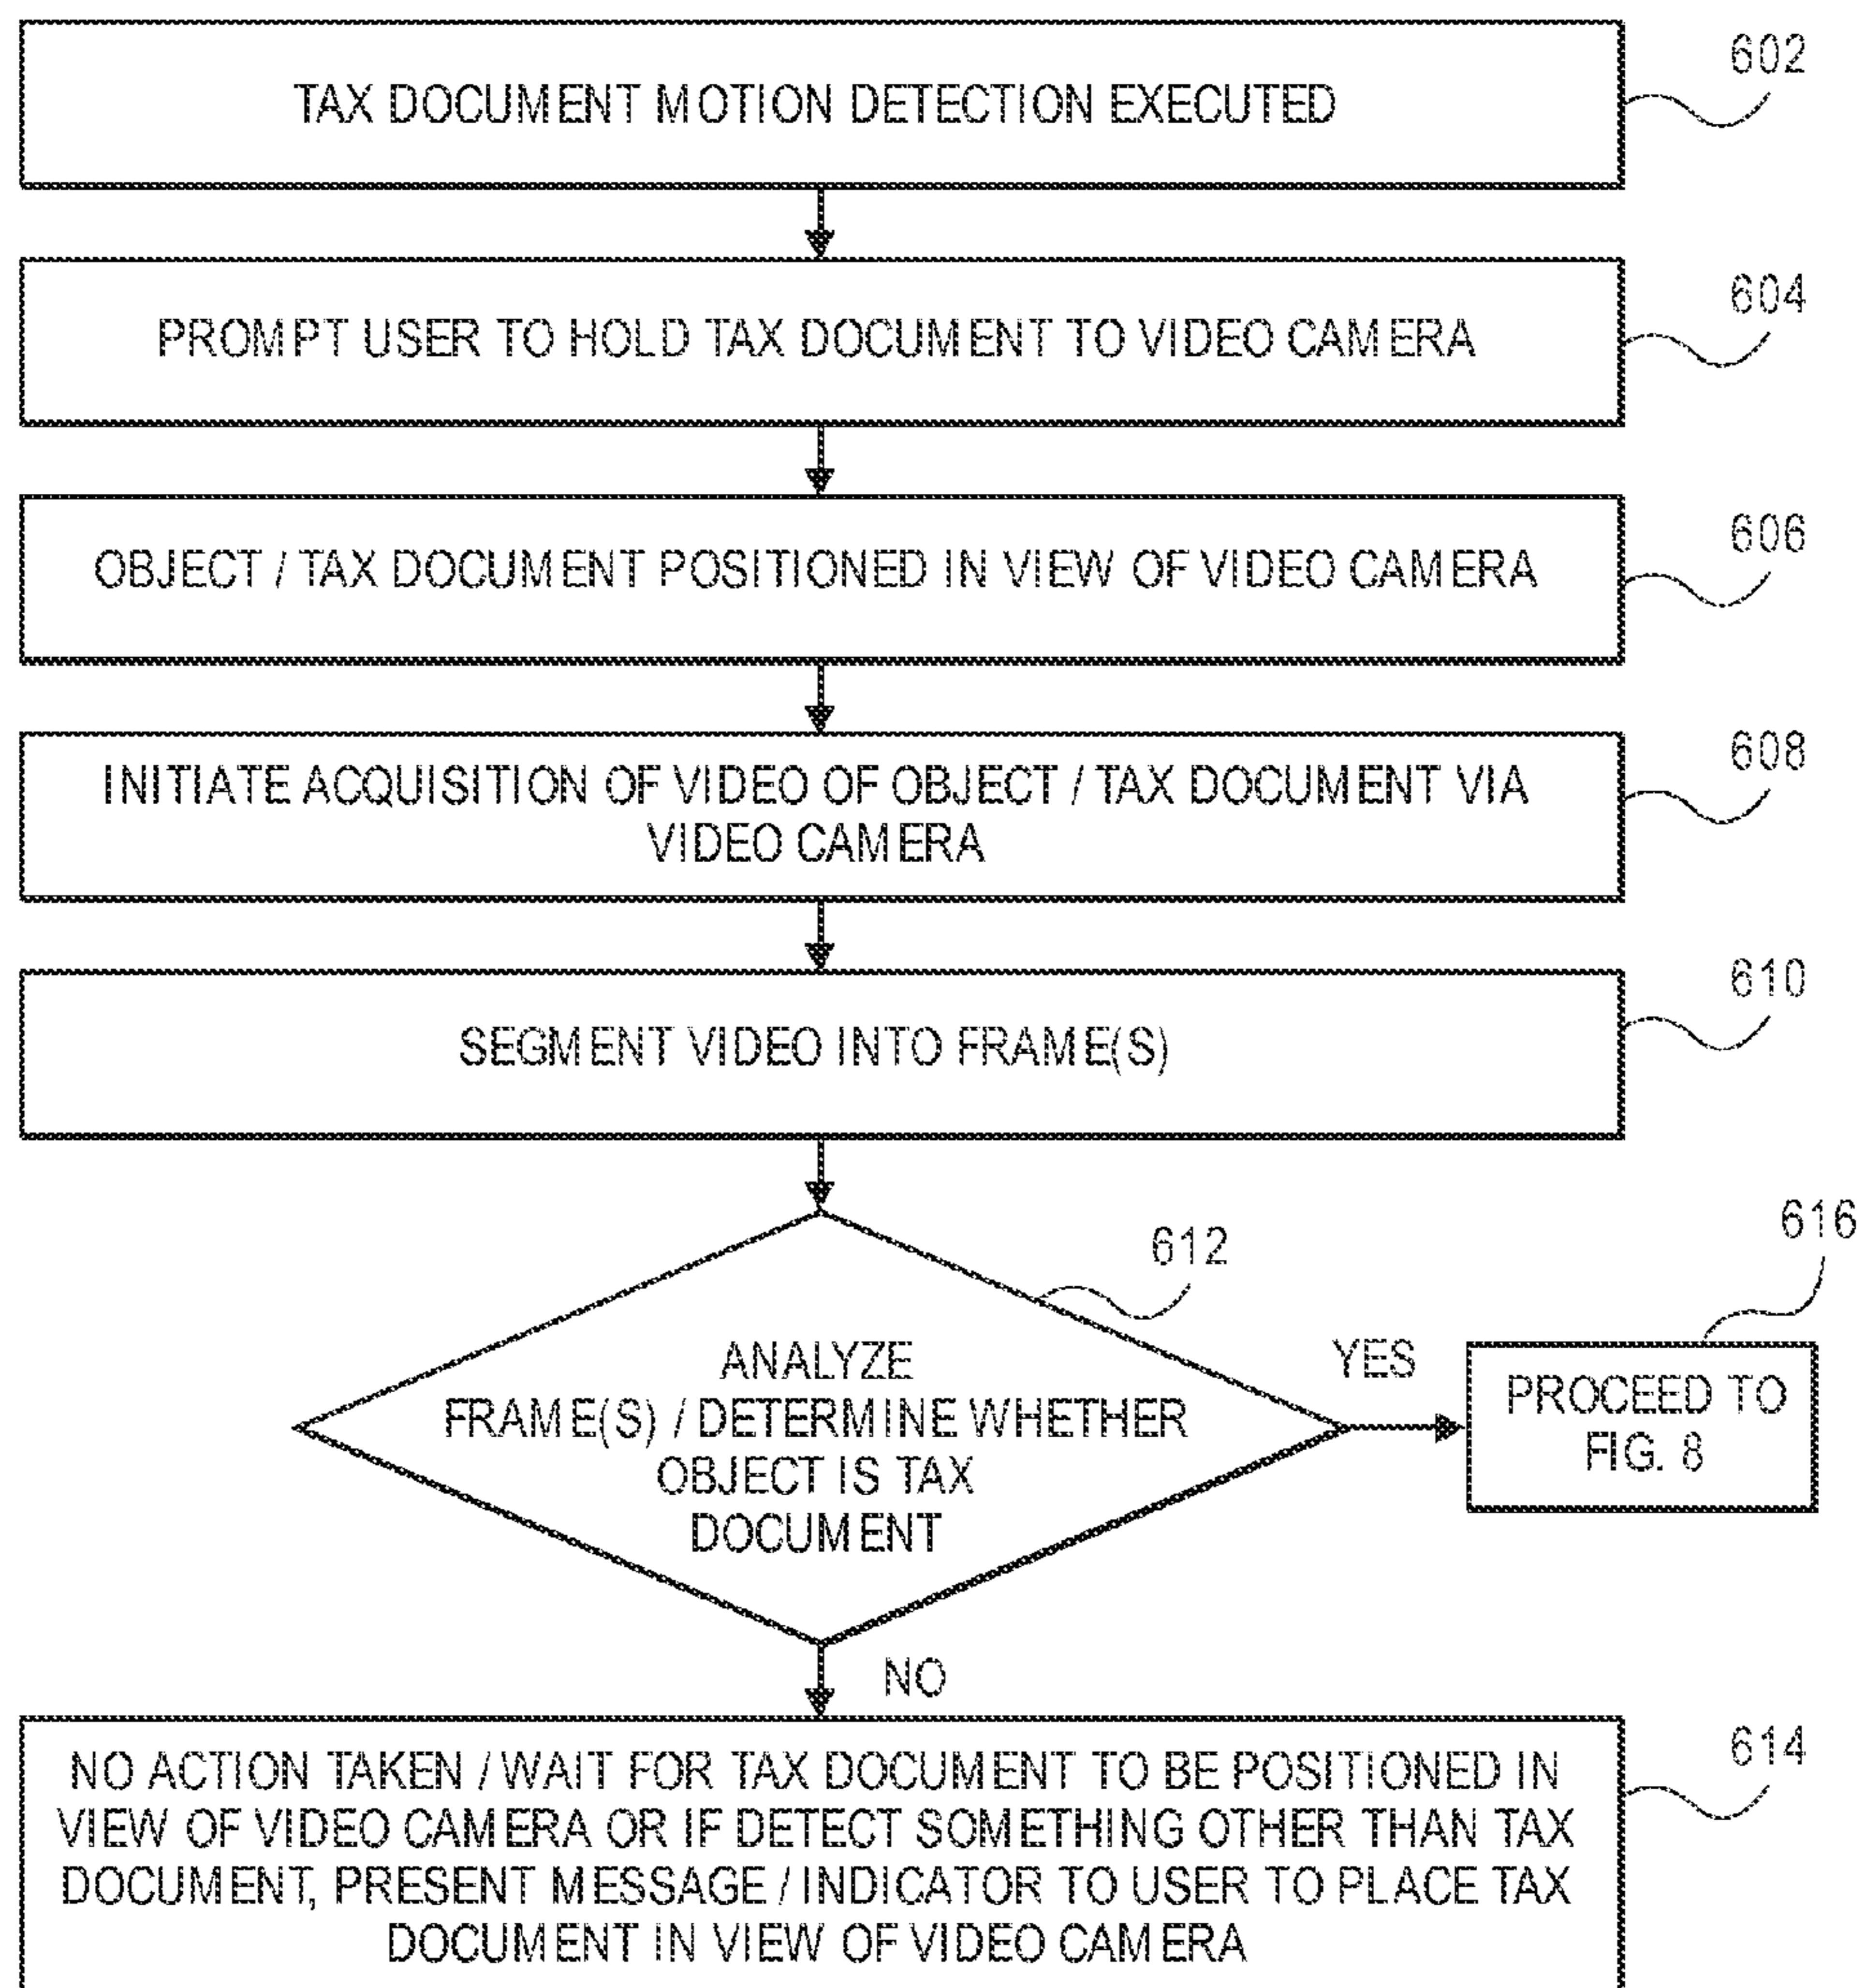 602
TAX DOCUMENT MOTION DETECTION EXECUTED
604
PROMPT USER TO HOLD TAX DOCUMENT TO VIDEO CAMERA
606
OBJECT / TAX DOCUMENT POSITIONED IN VIEW OF VIDEO CAMERA
608
INITIATE ACQUISITION OF VIDEO OF OBJECT / TAX DOCUMENT VIA
VIDEO CAMERA
610
SEGMENT VIDEO INTO FRAME(S)
612
ANALYZE
FRAME(S) / DETERMINE WHETHER
OBJECT IS TAX
DOCUMENT
YES
616
PROCEED TO
FIG. 8
NO
614
NO ACTION TAKEN / WAIT FOR TAX DOCUMENT TO BE POSITIONED IN
VIEW OF VIDEO CAMERA OR IF DETECT SOMETHING OTHER THAN TAX
DOCUMENT, PRESENT MESSAGE / INDICATOR TO USER TO PLACE TAX
DOCUMENT IN VIEW OF VIDEO CAMERA